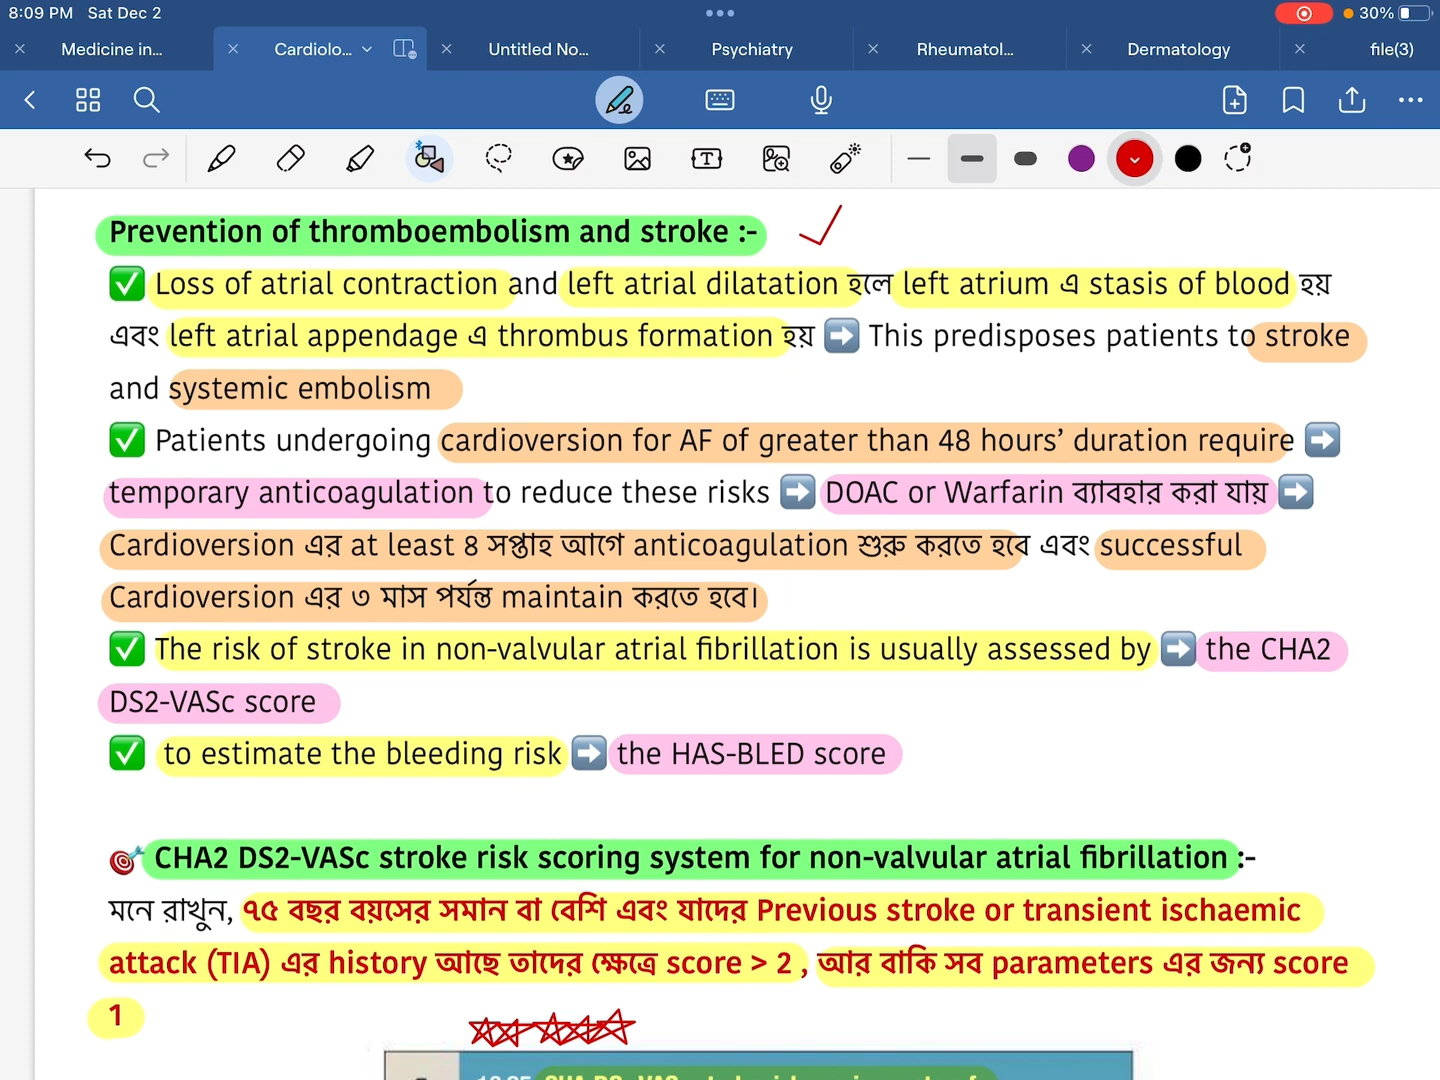 8:09 PM Sat Dec 2
30%
Medicine in...
Cardiolo...
Untitled No...
Psychiatry
Rheumatol...
Dermatology
file(3)
Prevention of thromboembolism and stroke :-
✅ Loss of atrial contraction and left atrial dilatation হলে left atrium এ stasis of blood হয়
এবং left atrial appendage এ thrombus formation হয় ➡️ This predisposes patients to stroke
and systemic embolism
✅ Patients undergoing cardioversion for AF of greater than 48 hours’ duration require ➡️
temporary anticoagulation to reduce these risks ➡️ DOAC or Warfarin ব্যাবহার করা যায় ➡️
Cardioversion এর at least ৪ সপ্তাহ আগে anticoagulation শুরু করতে হবে এবং successful
Cardioversion এর ৩ মাস পর্যন্ত maintain করতে হবে।
✅ The risk of stroke in non-valvular atrial fibrillation is usually assessed by ➡️ the CHA2
DS2-VASc score
✅ to estimate the bleeding risk ➡️ the HAS-BLED score
🎯 CHA2 DS2-VASc stroke risk scoring system for non-valvular atrial fibrillation :-
মনে রাখুন, ৭৫ বছর বয়সের সমান বা বেশি এবং যাদের Previous stroke or transient ischaemic
attack (TIA) এর history আছে তাদের ক্ষেত্রে score > 2 , আর বাকি সব parameters এর জন্য score
1